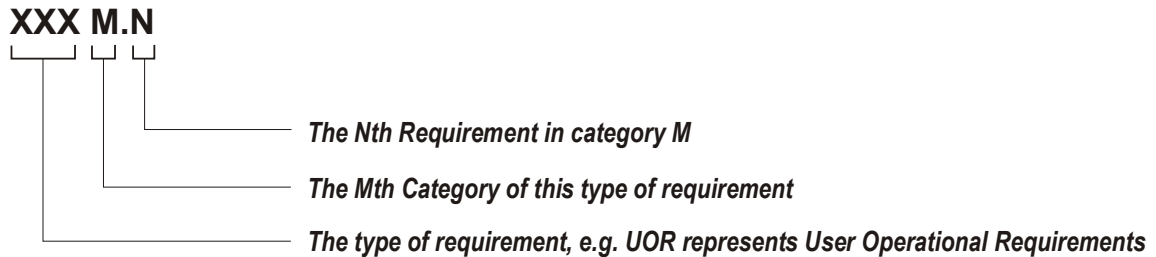 XXX M.N
The Nth Requirement in category M
The Mth Category of this type of requirement
The type of requirement, e.g. UOR represents User Operational Requirements